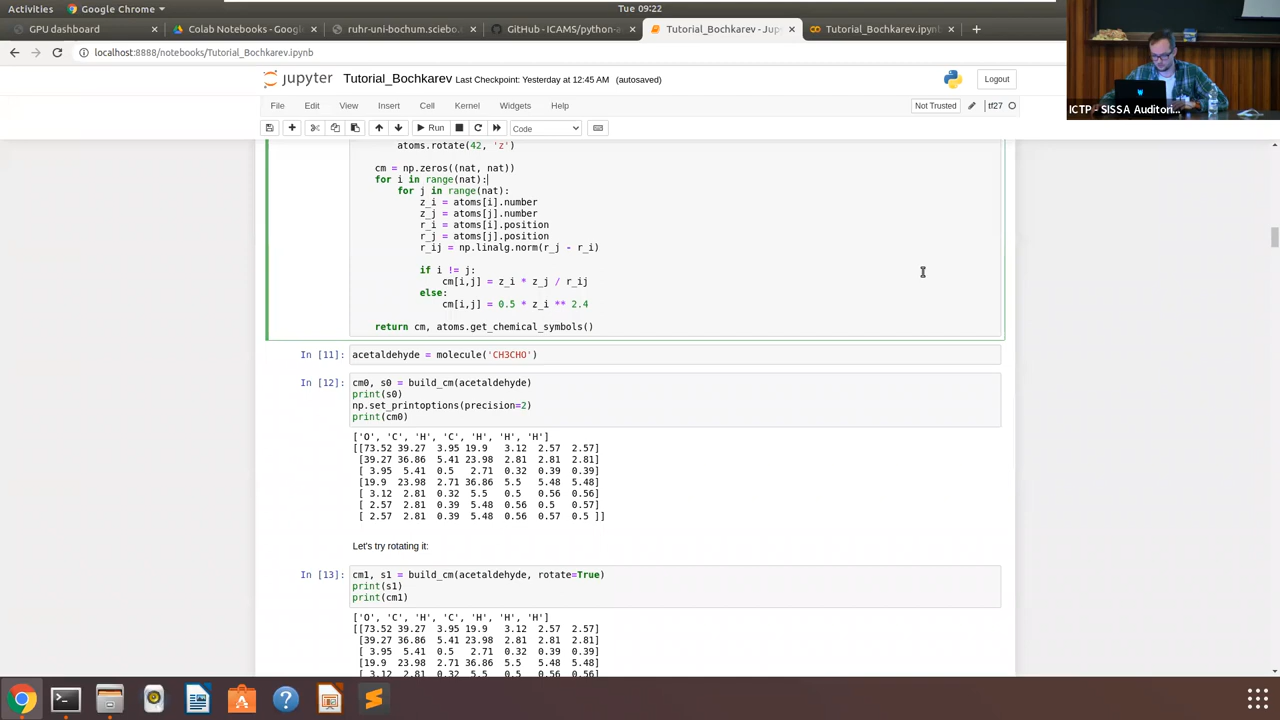 Activities
Google Chrome
Tue 09:22
GPU dashboard
Colab Notebooks - Google
ruhr-uni-bochum.sciebo.
GitHub - ICAMS/python-a
Tutorial_Bochkarev - Jup
Tutorial_Bochkarev.ipynb
localhost:8888/notebooks/Tutorial_Bochkarev.ipynb
jupyter Tutorial_Bochkarev Last Checkpoint: Yesterday at 12:45 AM (autosaved)
Logout
ICTP - SISSA Auditori...
File Edit View Insert Cell Kernel Widgets Help
Not Trusted
tf27
Run
Code
atoms.rotate(42, 'z')
cm = np.zeros((nat, nat))
for i in range(nat):
for j in range(nat):
z_i = atoms[i].number
z_j = atoms[j].number
r_i = atoms[i].position
r_j = atoms[j].position
r_ij = np.linalg.norm(r_j - r_i)
if i != j:
cm[i,j] = z_i * z_j / r_ij
else:
cm[i,j] = 0.5 * z_i ** 2.4
return cm, atoms.get_chemical_symbols()
In [11]: acetaldehyde = molecule('CH3CHO')
In [12]: cm0, s0 = build_cm(acetaldehyde)
print(s0)
np.set_printoptions(precision=2)
print(cm0)
['O', 'C', 'H', 'C', 'H', 'H', 'H']
[[73.52 39.27 3.95 19.9 3.12 2.57 2.57]
[39.27 36.86 5.41 23.98 2.81 2.81 2.81]
[ 3.95 5.41 0.5 2.71 0.32 0.39 0.39]
[19.9 23.98 2.71 36.86 5.5 5.48 5.48]
[ 3.12 2.81 0.32 5.5 0.5 0.56 0.56]
[ 2.57 2.81 0.39 5.48 0.56 0.5 0.57]
[ 2.57 2.81 0.39 5.48 0.56 0.57 0.5 ]]
Let's try rotating it:
In [13]: cm1, s1 = build_cm(acetaldehyde, rotate=True)
print(s1)
print(cm1)
['O', 'C', 'H', 'C', 'H', 'H', 'H']
[[73.52 39.27 3.95 19.9 3.12 2.57 2.57]
[39.27 36.86 5.41 23.98 2.81 2.81 2.81]
[ 3.95 5.41 0.5 2.71 0.32 0.39 0.39]
[19.9 23.98 2.71 36.86 5.5 5.48 5.48]
[ 3.12 2.81 0.32 5.5 0.5 0.56 0.56]